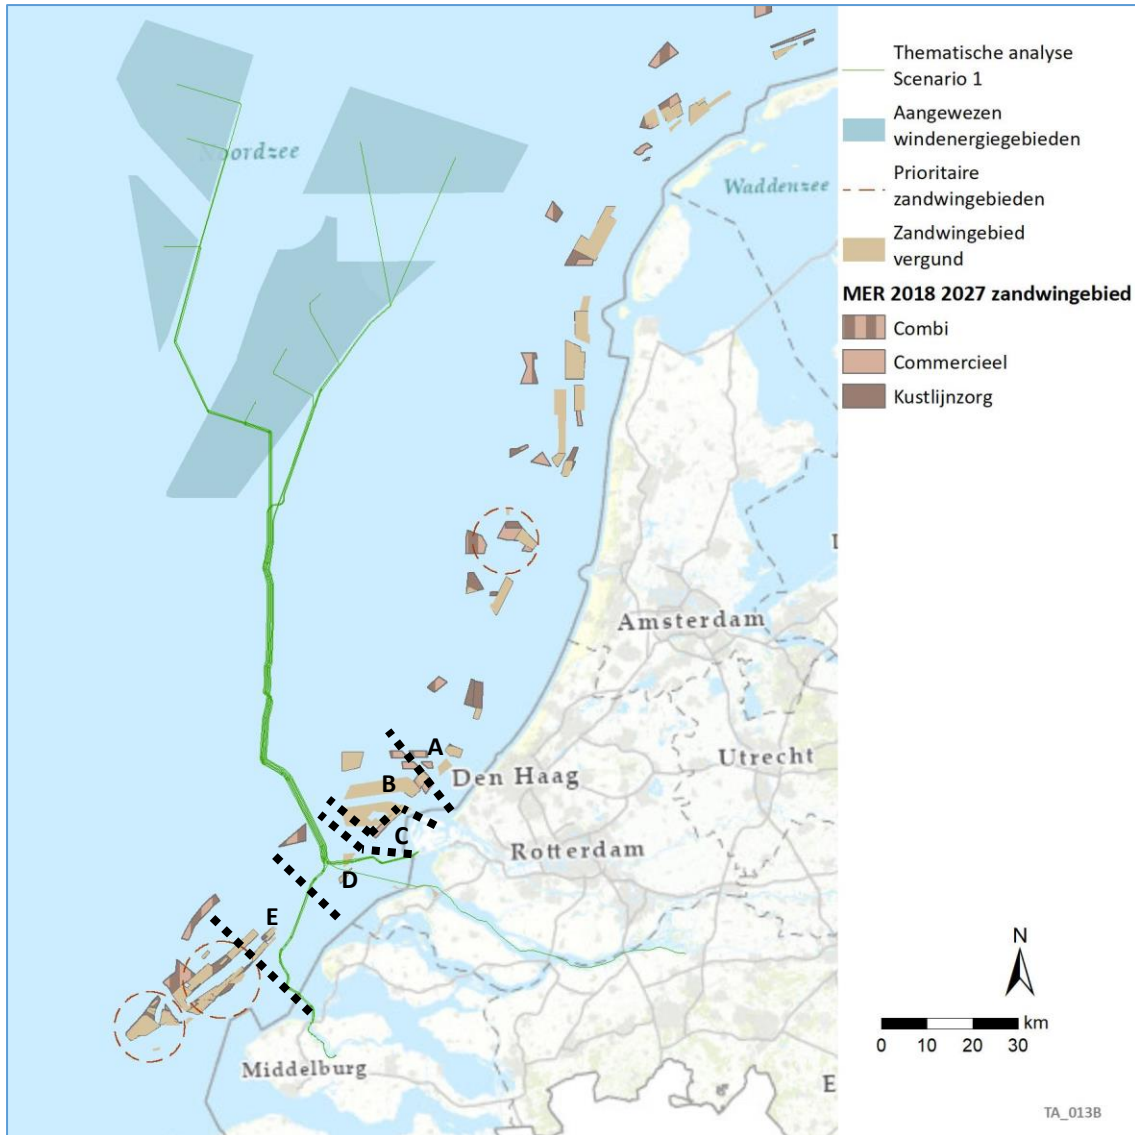 Thematische analyse
Scenario 1
Aangewezen
windenergiegebieden
Prioritaire
zandwingebieden
Zandwingebied
vergund
MER 2018 2027 zandwingebied
Combi
Commercieel
Kustlijnzorg
Noordzee
Waddenzee
Amsterdam
Utrecht
A
Den Haag
B
C
Rotterdam
D
E
Middelburg
N
km
0 10 20 30
E
TA_013B